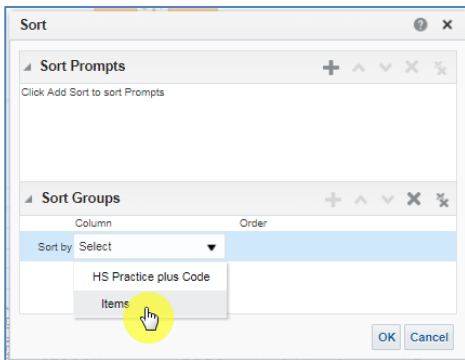 Sort
Sort Prompts
Click Add Sort to sort Prompts
Sort Groups
Column Order
Sort by Select
HS Practice plus Code
Items
OK Cancel